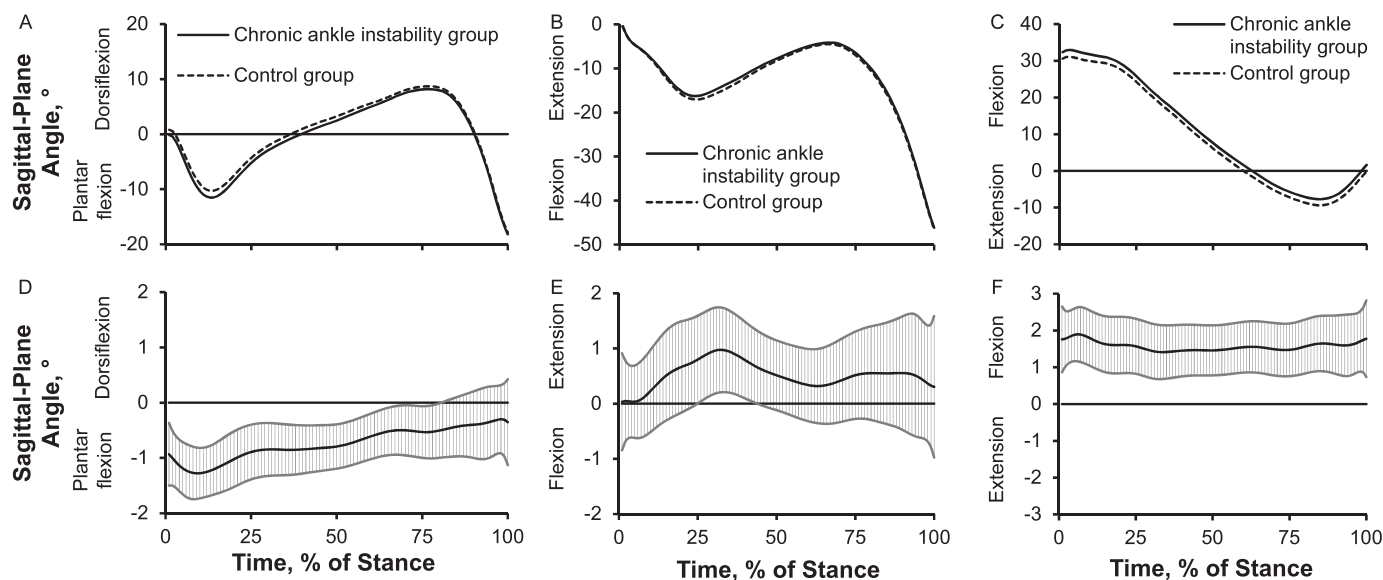 A
Sagittal-Plane
Angle, °
Plantar
flexion
Dorsiflexion
20
10
0
-10
-20
Chronic ankle instability group
Control group
B
Flexion
Extension
0
-10
-20
-30
-40
-50
Chronic ankle
instability group
Control group
C
Extension
Flexion
40
30
20
10
0
-10
-20
Chronic ankle
instability group
Control group
D
Sagittal-Plane
Angle, °
Plantar
flexion
Dorsiflexion
2
1
0
-1
-2
0 25 50 75 100
Time, % of Stance
E
Flexion
Extension
2
1
0
-1
-2
0 25 50 75 100
Time, % of Stance
F
Extension
Flexion
3
2
1
0
-1
-2
-3
0 25 50 75 100
Time, % of Stance